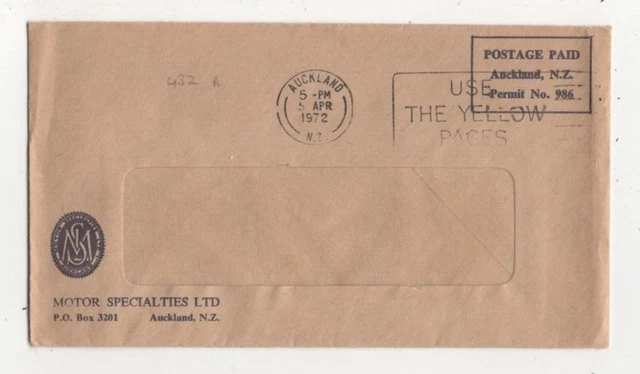 POSTAGE PAID
Auckland, N.Z.
Permit No. 986
432 R
AUCKLAND
5 -PM
5 APR
1972
N.Z.
USE
THE YELLOW
PAGES
MOTOR SPECIALTIES LTD
P.O. Box 3201 Auckland, N.Z.